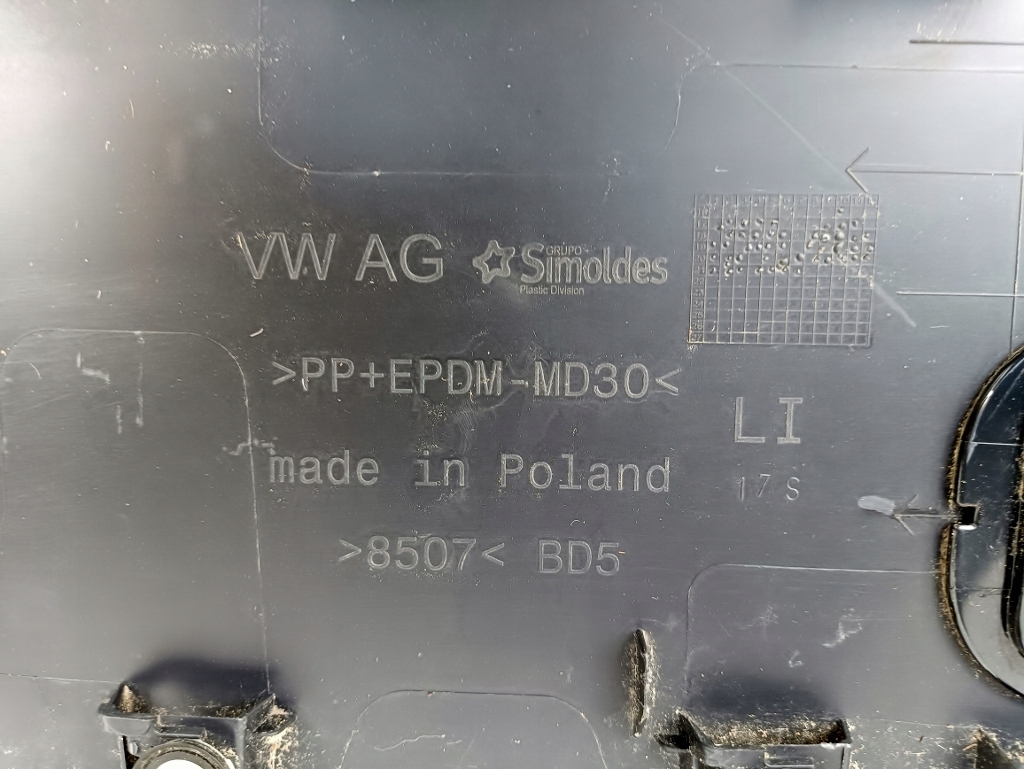 VW AG
GRUPO
Simoldes
Plastic Division
>PP+EPDM-MD30<
LI
made in Poland
17 S
>8507< BD5